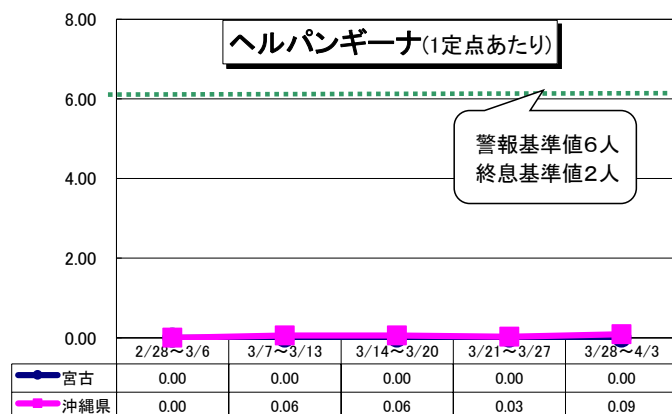 ヘルパンギーナ(1定点あたり)
8.00
6.00
4.00
2.00
0.00
警報基準値6人
終息基準値2人
2/28～3/6 3/7～3/13 3/14～3/20 3/21～3/27 3/28～4/3
宮古 0.00 0.00 0.00 0.00 0.00
沖縄県 0.00 0.06 0.06 0.03 0.09